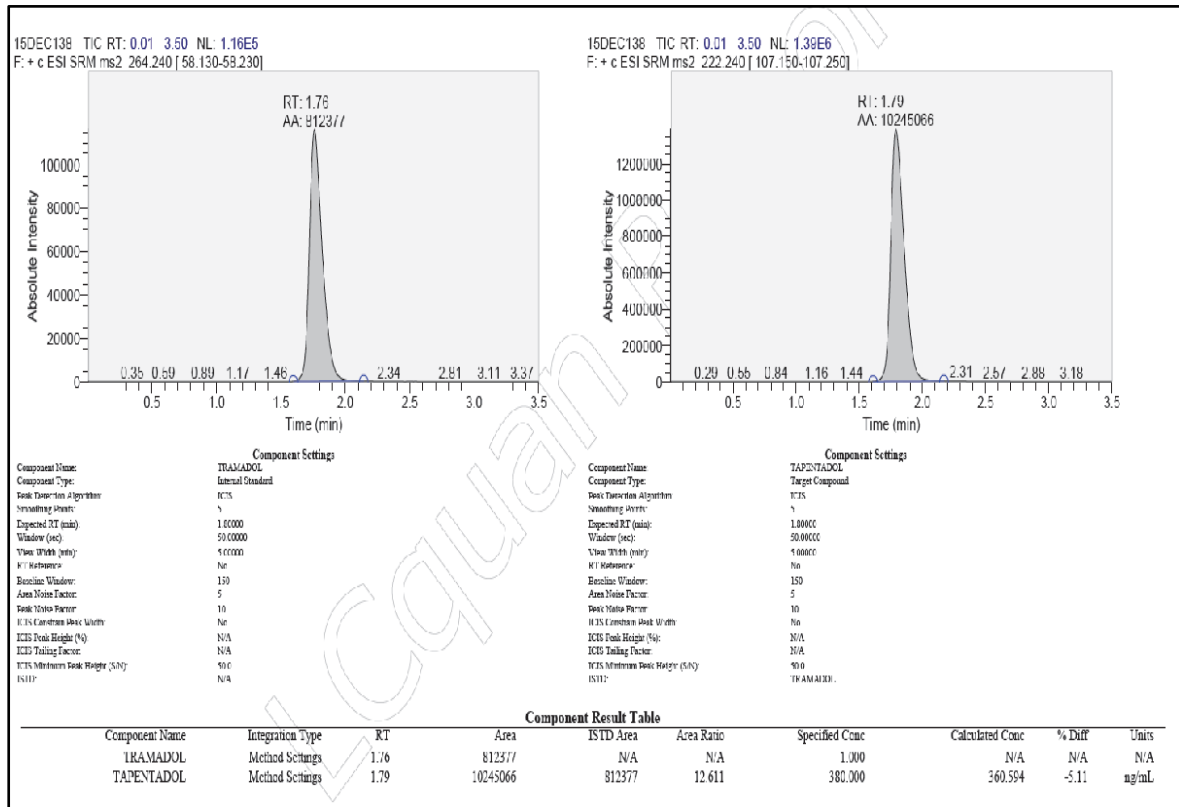 15DEC138 TIC RT: 0.01 3.50 NL: 1.16E5
F: + c ESI SRM ms2 264.240 [ 58.130-58.230]
RT: 1.76
AA: 812377
Absolute Intensity
100000
80000
60000
40000
20000
0
0.35 0.59 0.89 1.17 1.46 2.34 2.81 3.11 3.37
0.5 1.0 1.5 2.0 2.5 3.0 3.5
Time (min)
15DEC138 TIC RT: 0.01 3.50 NL: 1.39E6
F: + c ESI SRM ms2 222.240 [ 107.150-107.250]
RT: 1.79
AA: 10245066
Absolute Intensity
1200000
1000000
800000
600000
400000
200000
0
0.29 0.55 0.84 1.16 1.44 2.31 2.57 2.88 3.18
0.5 1.0 1.5 2.0 2.5 3.0 3.5
Time (min)
Component Settings
Component Name: TRAMADOL
Component Type: Internal Standard
Peak Detection Algorithm: ICIS
Smoothing Points: 5
Expected RT (min): 1.80000
Window (sec): 50.00000
View Width (min): 5.00000
RT Reference: No
Baseline Window: 150
Area Noise Factor: 5
Peak Noise Factor: 10
ICIS Constrain Peak Width: No
ICIS Peak Height (%): N/A
ICIS Tailing Factor: N/A
ICIS Minimum Peak Height (S/N): 50.0
ISTD: N/A
Component Settings
Component Name: TAPENTADOL
Component Type: Target Compound
Peak Detection Algorithm: ICIS
Smoothing Points: 5
Expected RT (min): 1.80000
Window (sec): 50.00000
View Width (min): 5.00000
RT Reference: No
Baseline Window: 150
Area Noise Factor: 5
Peak Noise Factor: 10
ICIS Constrain Peak Width: No
ICIS Peak Height (%): N/A
ICIS Tailing Factor: N/A
ICIS Minimum Peak Height (S/N): 50.0
ISTD: TRAMADOL
Component Result Table
Component Name Integration Type RT Area ISTD Area Area Ratio Specified Conc Calculated Conc % Diff Units
TRAMADOL Method Settings 1.76 812377 N/A N/A 1.000 N/A N/A N/A
TAPENTADOL Method Settings 1.79 10245066 812377 12.611 380.000 360.594 -5.11 ng/mL
LCquan